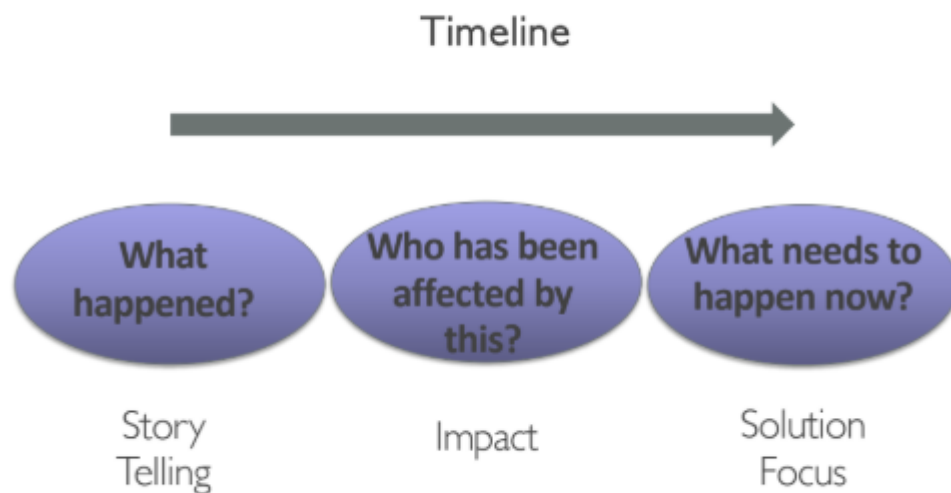 Timeline
What
happened?
Who has been
affected by
this?
What needs to
happen now?
Story
Telling
Impact
Solution
Focus